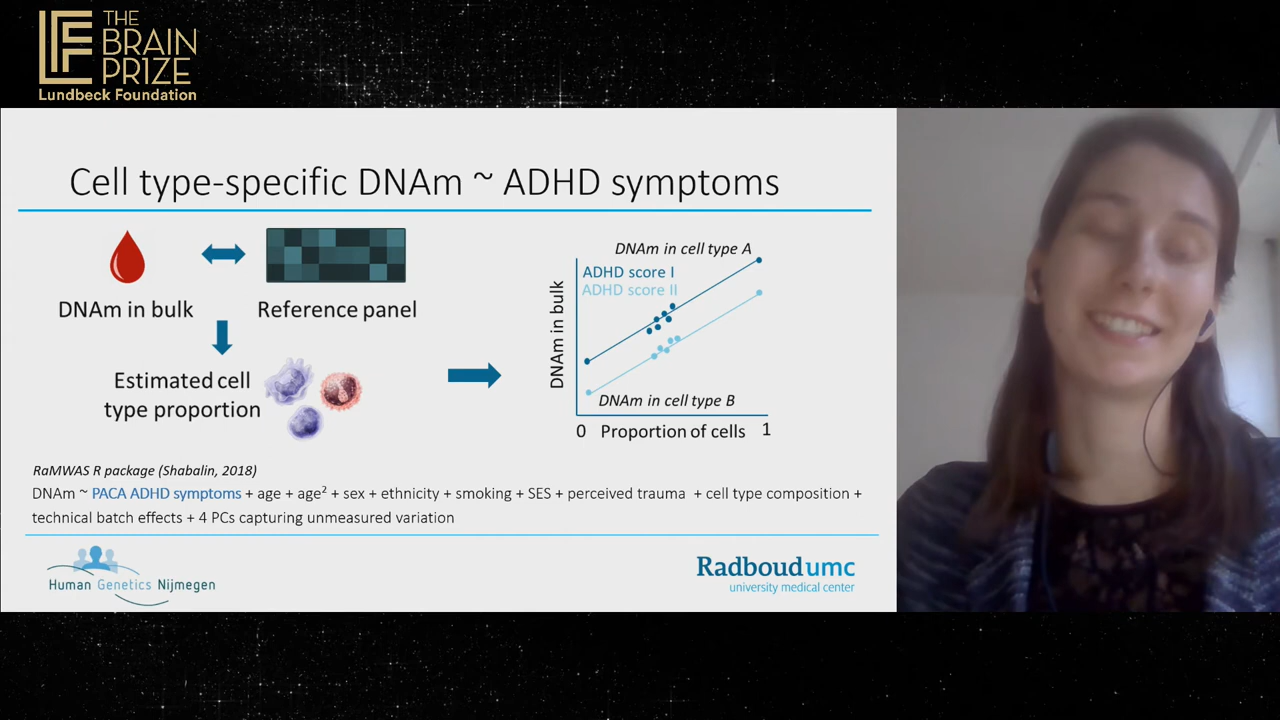 THE
BRAIN
PRIZE
Lundbeck Foundation
Cell type-specific DNAm ~ ADHD symptoms
DNAm in bulk
Reference panel
Estimated cell
type proportion
DNAm in cell type A
ADHD score I
ADHD score II
DNAm in bulk
DNAm in cell type B
0 Proportion of cells 1
RaMWAS R package (Shabalin, 2018)
DNAm ~ PACA ADHD symptoms + age + age² + sex + ethnicity + smoking + SES + perceived trauma + cell type composition +
technical batch effects + 4 PCs capturing unmeasured variation
Human Genetics Nijmegen
Radboudumc
university medical center